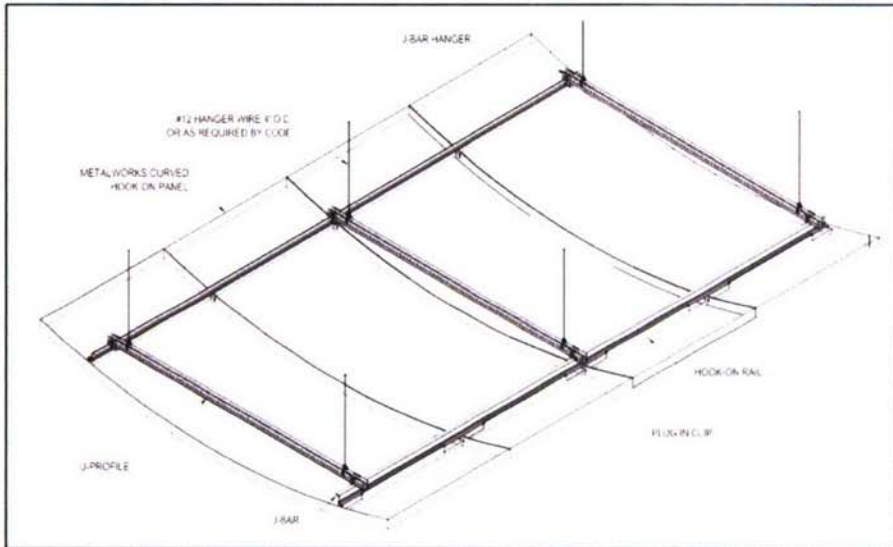 J-BAR HANGER
#12 HANGER WIRE 4' O.C.
OR AS REQUIRED BY CODE
METALWORKS CURVED
HOOK-ON PANEL
HOOK-ON RAIL
PLUG IN CLIP
U-PROFILE
J-BAR